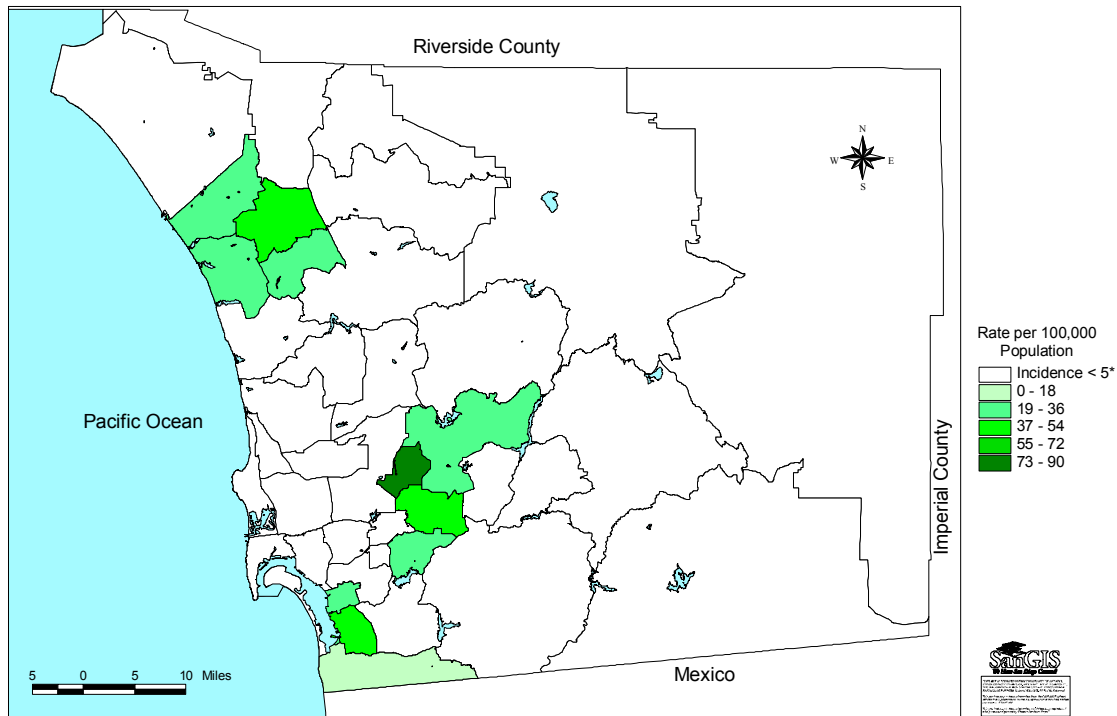 Riverside County
N
W E
S
Pacific Ocean
Rate per 100,000
Population
Incidence < 5*
0 - 18
19 - 36
37 - 54
55 - 72
73 - 90
Imperial County
5 0 5 10 Miles
Mexico
SanGIS